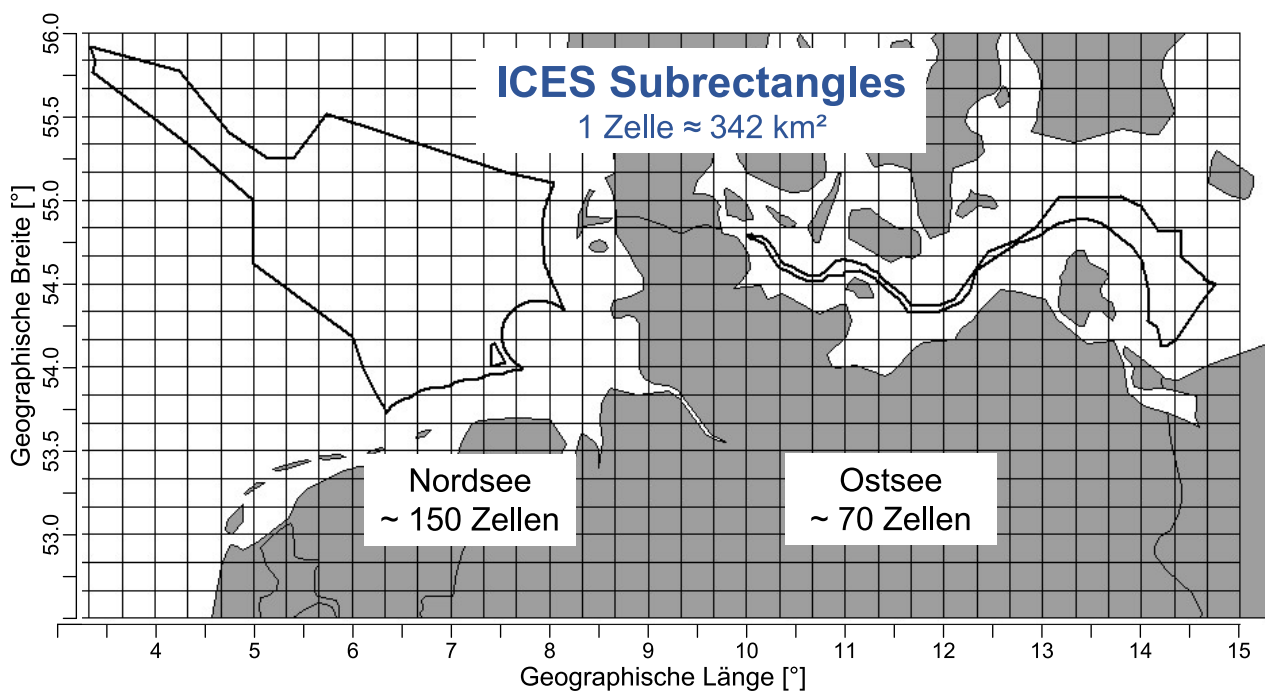 ICES Subrectangles
1 Zelle ≈ 342 km²
Geographische Breite [°]
56.0
55.5
55.0
54.5
54.0
53.5
53.0
Nordsee
~ 150 Zellen
Ostsee
~ 70 Zellen
4 5 6 7 8 9 10 11 12 13 14 15
Geographische Länge [°]